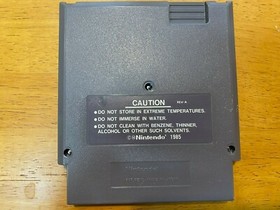 CAUTION REV-A
• DO NOT STORE IN EXTREME TEMPERATURES.
• DO NOT IMMERSE IN WATER.
• DO NOT CLEAN WITH BENZENE, THINNER,
ALCOHOL OR OTHER SUCH SOLVENTS.
©Nintendo® 1985